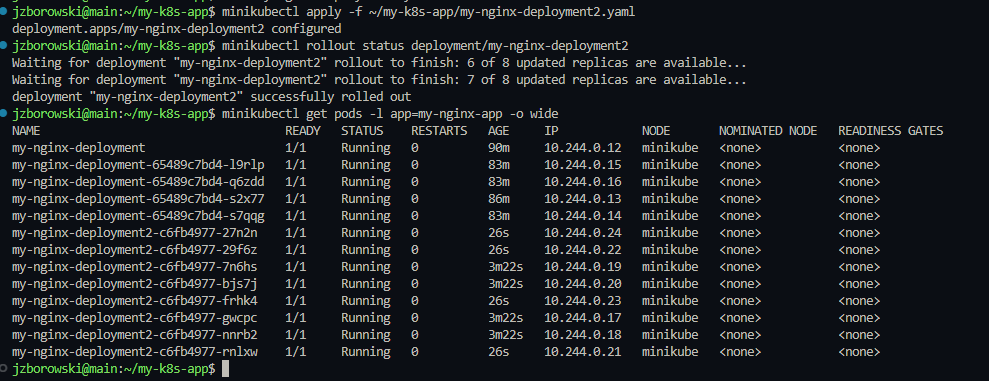 jzborowski@main:~/my-k8s-app$ minikubectl apply -f ~/my-k8s-app/my-nginx-deployment2.yaml
deployment.apps/my-nginx-deployment2 configured
jzborowski@main:~/my-k8s-app$ minikubectl rollout status deployment/my-nginx-deployment2
Waiting for deployment "my-nginx-deployment2" rollout to finish: 6 of 8 updated replicas are available...
Waiting for deployment "my-nginx-deployment2" rollout to finish: 7 of 8 updated replicas are available...
deployment "my-nginx-deployment2" successfully rolled out
jzborowski@main:~/my-k8s-app$ minikubectl get pods -l app=my-nginx-app -o wide
NAME READY STATUS RESTARTS AGE IP NODE NOMINATED NODE READINESS GATES
my-nginx-deployment 1/1 Running 0 90m 10.244.0.12 minikube <none> <none>
my-nginx-deployment-65489c7bd4-l9rlp 1/1 Running 0 83m 10.244.0.15 minikube <none> <none>
my-nginx-deployment-65489c7bd4-q6zdd 1/1 Running 0 83m 10.244.0.16 minikube <none> <none>
my-nginx-deployment-65489c7bd4-s2x77 1/1 Running 0 86m 10.244.0.13 minikube <none> <none>
my-nginx-deployment-65489c7bd4-s7qqg 1/1 Running 0 83m 10.244.0.14 minikube <none> <none>
my-nginx-deployment2-c6fb4977-27n2n 1/1 Running 0 26s 10.244.0.24 minikube <none> <none>
my-nginx-deployment2-c6fb4977-29f6z 1/1 Running 0 26s 10.244.0.22 minikube <none> <none>
my-nginx-deployment2-c6fb4977-7n6hs 1/1 Running 0 3m22s 10.244.0.19 minikube <none> <none>
my-nginx-deployment2-c6fb4977-bjs7j 1/1 Running 0 3m22s 10.244.0.20 minikube <none> <none>
my-nginx-deployment2-c6fb4977-frhk4 1/1 Running 0 26s 10.244.0.23 minikube <none> <none>
my-nginx-deployment2-c6fb4977-gwcpc 1/1 Running 0 3m22s 10.244.0.17 minikube <none> <none>
my-nginx-deployment2-c6fb4977-nnrb2 1/1 Running 0 3m22s 10.244.0.18 minikube <none> <none>
my-nginx-deployment2-c6fb4977-rnlxw 1/1 Running 0 26s 10.244.0.21 minikube <none> <none>
jzborowski@main:~/my-k8s-app$